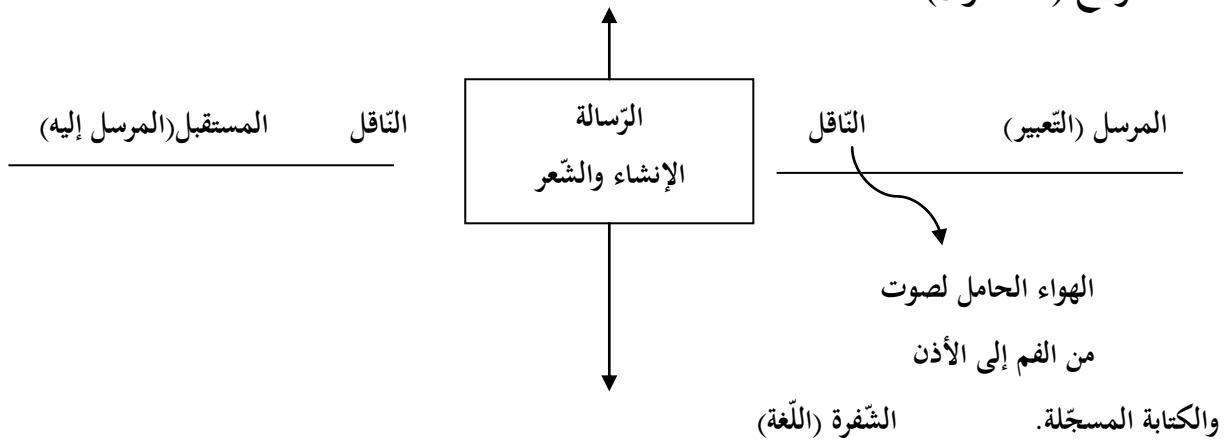 المرسل (التّعبير) النّاقل الرّسالة النّاقل المستقبل(المرسل إليه)
الإنشاء والشّعر
الهواء الحامل لصوت
من الفم إلى الأذن
والكتابة المسجّلة. الشّفرة (اللّغة)